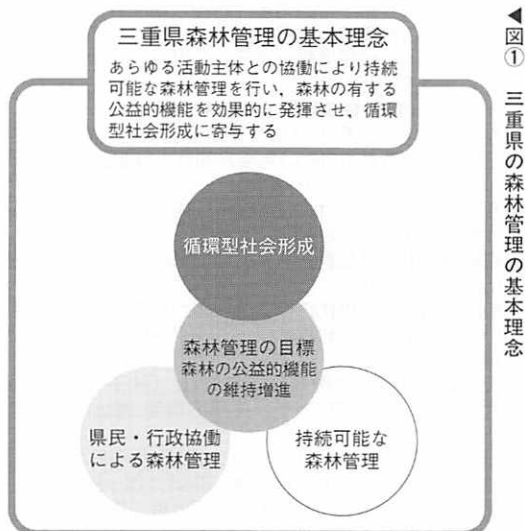 三重県森林管理の基本理念
あらゆる活動主体との協働により持続
可能な森林管理を行い，森林の有する
公益的機能を効果的に発揮させ，循環
型社会形成に寄与する
循環型社会形成
森林管理の目標
森林の公益的機能
の維持増進
県民・行政協働
による森林管理
持続可能な
森林管理
◀図① 三重県の森林管理の基本理念